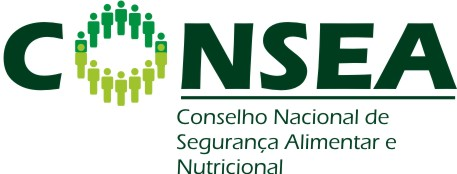 CONSEA
Conselho Nacional de
Segurança Alimentar e
Nutricional